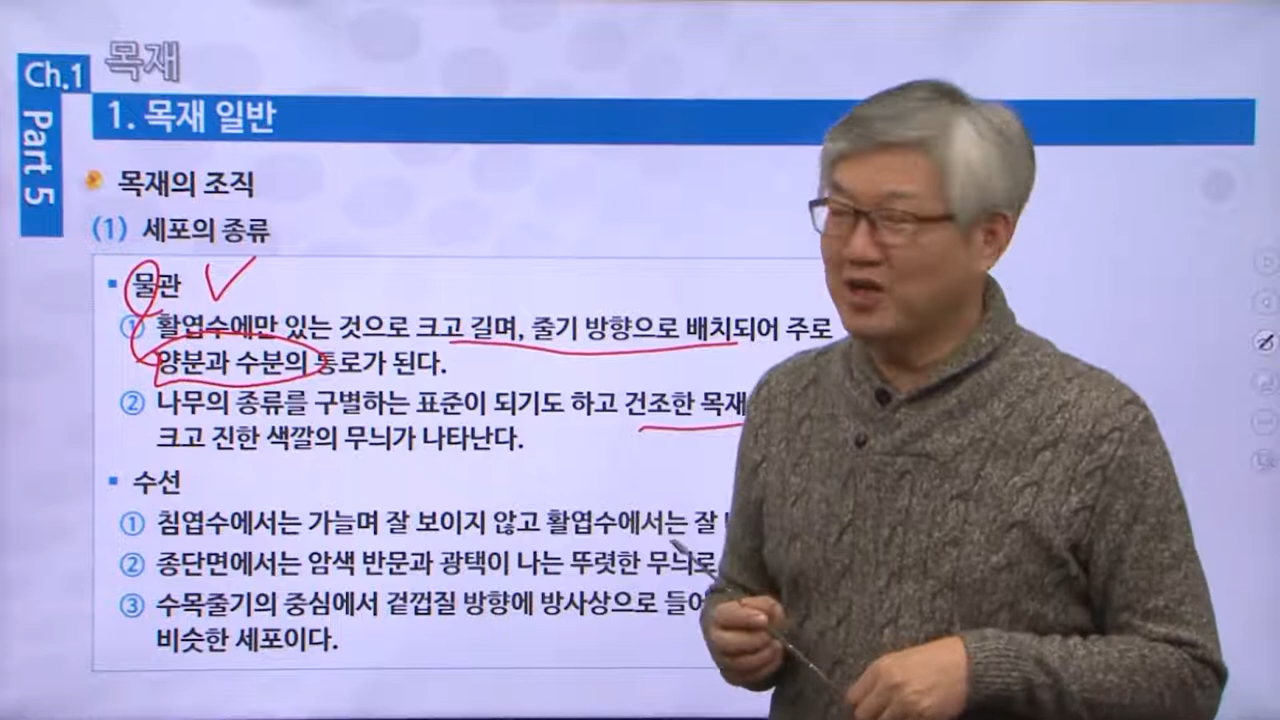 목재
Ch.1
Part 5
1. 목재 일반
목재의 조직
(1) 세포의 종류
물관
① 활엽수에만 있는 것으로 크고 길며, 줄기 방향으로 배치되어 주로
양분과 수분의 통로가 된다.
② 나무의 종류를 구별하는 표준이 되기도 하고 건조한 목재
크고 진한 색깔의 무늬가 나타난다.
수선
① 침엽수에서는 가늘며 잘 보이지 않고 활엽수에서는 잘
② 종단면에서는 암색 반문과 광택이 나는 뚜렷한 무늬로
③ 수목줄기의 중심에서 겉껍질 방향에 방사상으로
비슷한 세포이다.